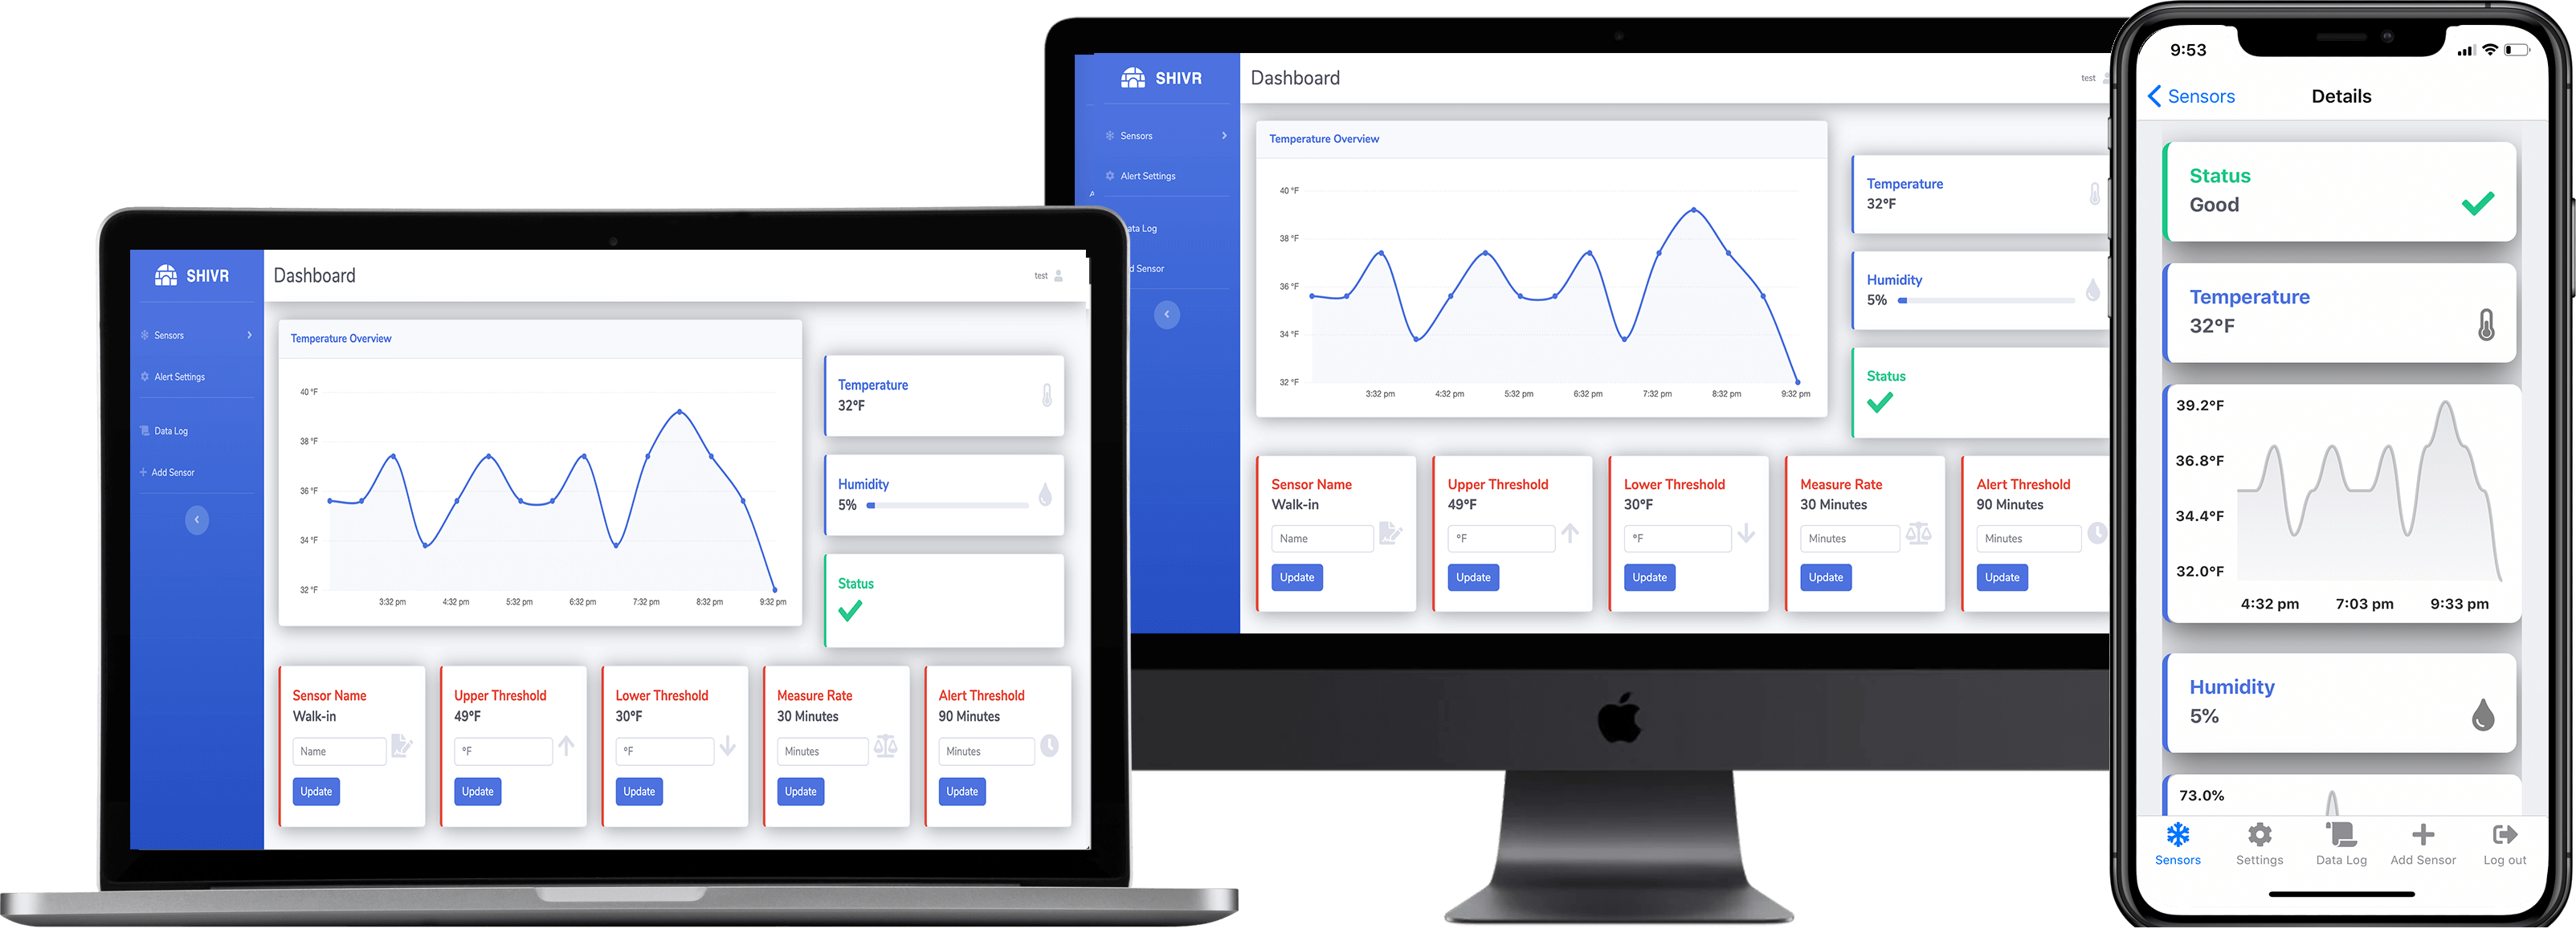 SHIVR
Dashboard
test
Sensors
Alert Settings
Data Log
Add Sensor
Temperature Overview
40 °F
38 °F
36 °F
34 °F
32 °F
3:32 pm 4:32 pm 5:32 pm 6:32 pm 7:32 pm 8:32 pm 9:32 pm
Temperature
32°F
Humidity
5%
Status
Sensor Name
Walk-in
Name
Update
Upper Threshold
49°F
°F
Update
Lower Threshold
30°F
°F
Update
Measure Rate
30 Minutes
Minutes
Update
Alert Threshold
90 Minutes
Minutes
Update
SHIVR
Dashboard
test
Sensors
Alert Settings
A
ata Log
d Sensor
Temperature Overview
40 °F
38 °F
36 °F
34 °F
32 °F
3:32 pm 4:32 pm 5:32 pm 6:32 pm 7:32 pm 8:32 pm 9:32 pm
Temperature
32°F
Humidity
5%
Status
Sensor Name
Walk-in
Name
Update
Upper Threshold
49°F
°F
Update
Lower Threshold
30°F
°F
Update
Measure Rate
30 Minutes
Minutes
Update
Alert Threshold
90 Minutes
Minutes
Update
9:53
Sensors
Details
Status
Good
Temperature
32°F
39.2°F
36.8°F
34.4°F
32.0°F
4:32 pm 7:03 pm 9:33 pm
Humidity
5%
73.0%
Sensors Settings Data Log Add Sensor Log out